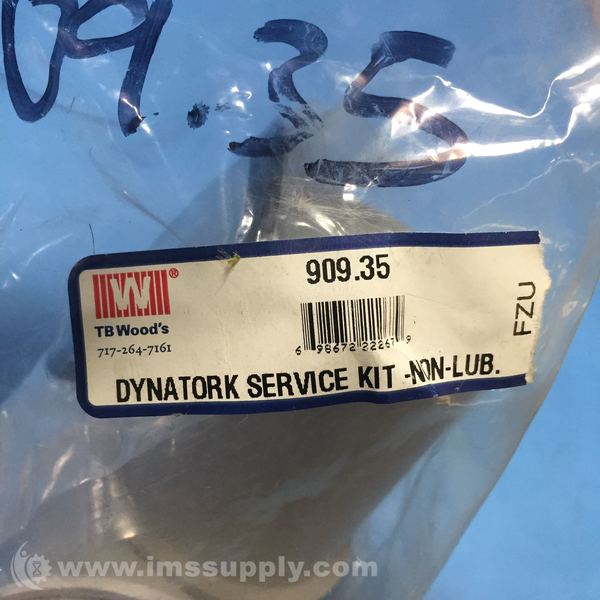 09.35
909.35
W®
TB Wood's
717-264-7161
6 98672 22267 9
DYNATORK SERVICE KIT -NON-LUB.
FZU
www.imssupply.com